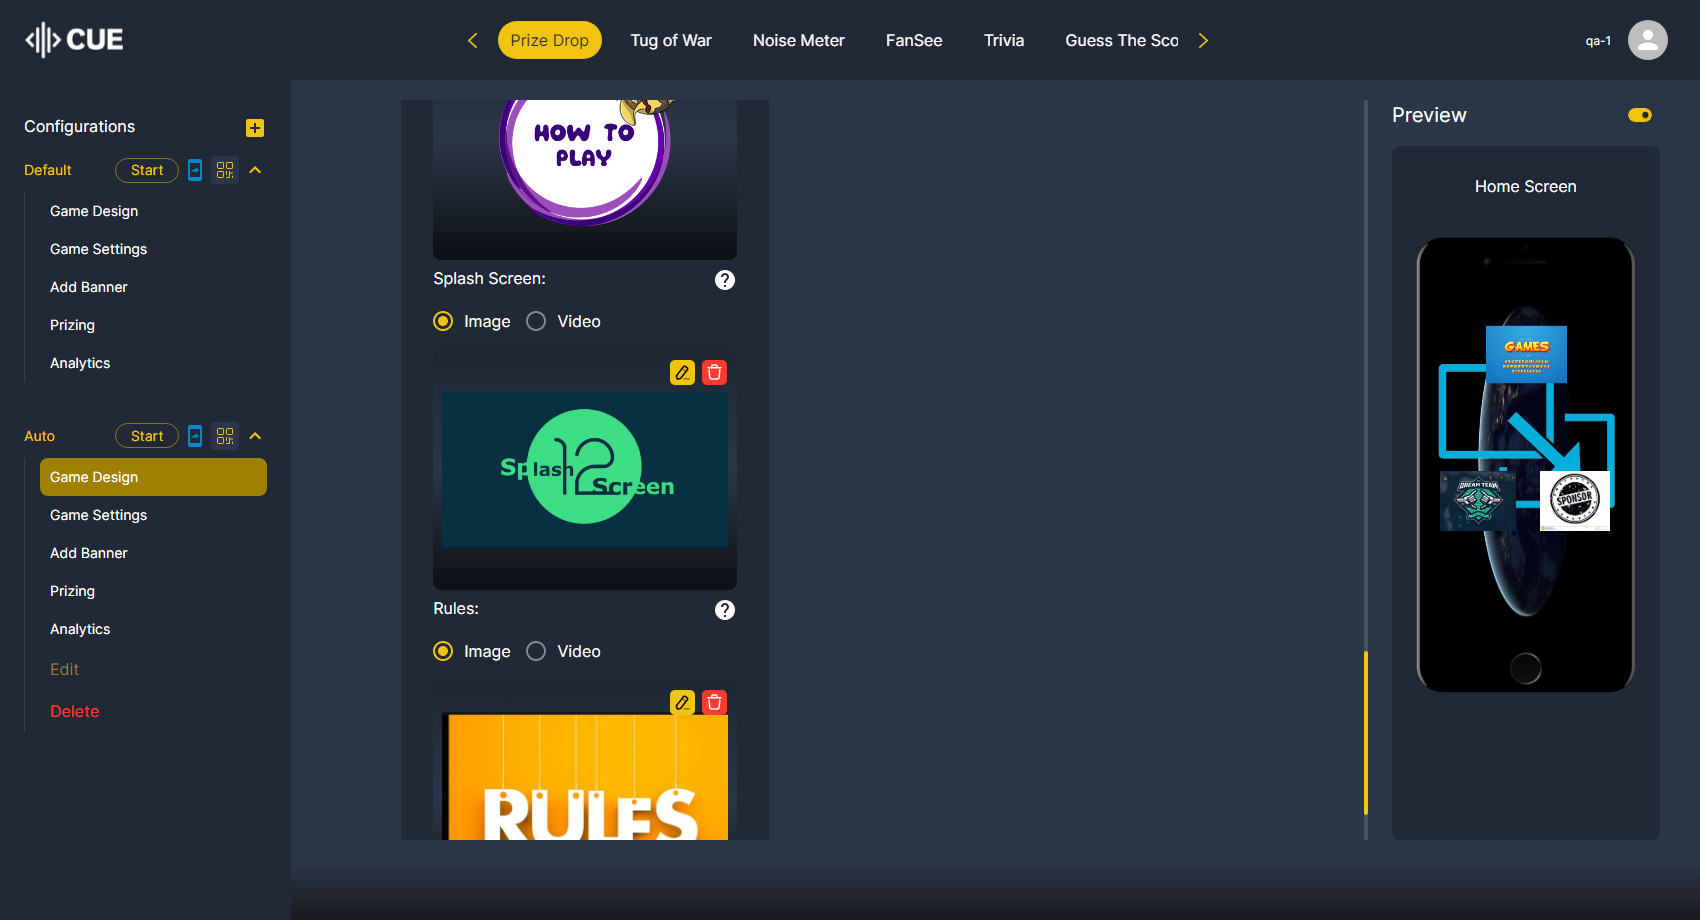 CUE
Prize Drop
Tug of War
Noise Meter
FanSee
Trivia
Guess The Sco
qa-1
Configurations
Default
Start
Game Design
Game Settings
Add Banner
Prizing
Analytics
Auto
Start
Game Design
Game Settings
Add Banner
Prizing
Analytics
Edit
Delete
HOW TO
PLAY
Splash Screen:
Image
Video
Splash
12
Screen
Rules:
Image
Video
RULES
Preview
Home Screen
GAMES
DREAM TEAM
SPONSOR